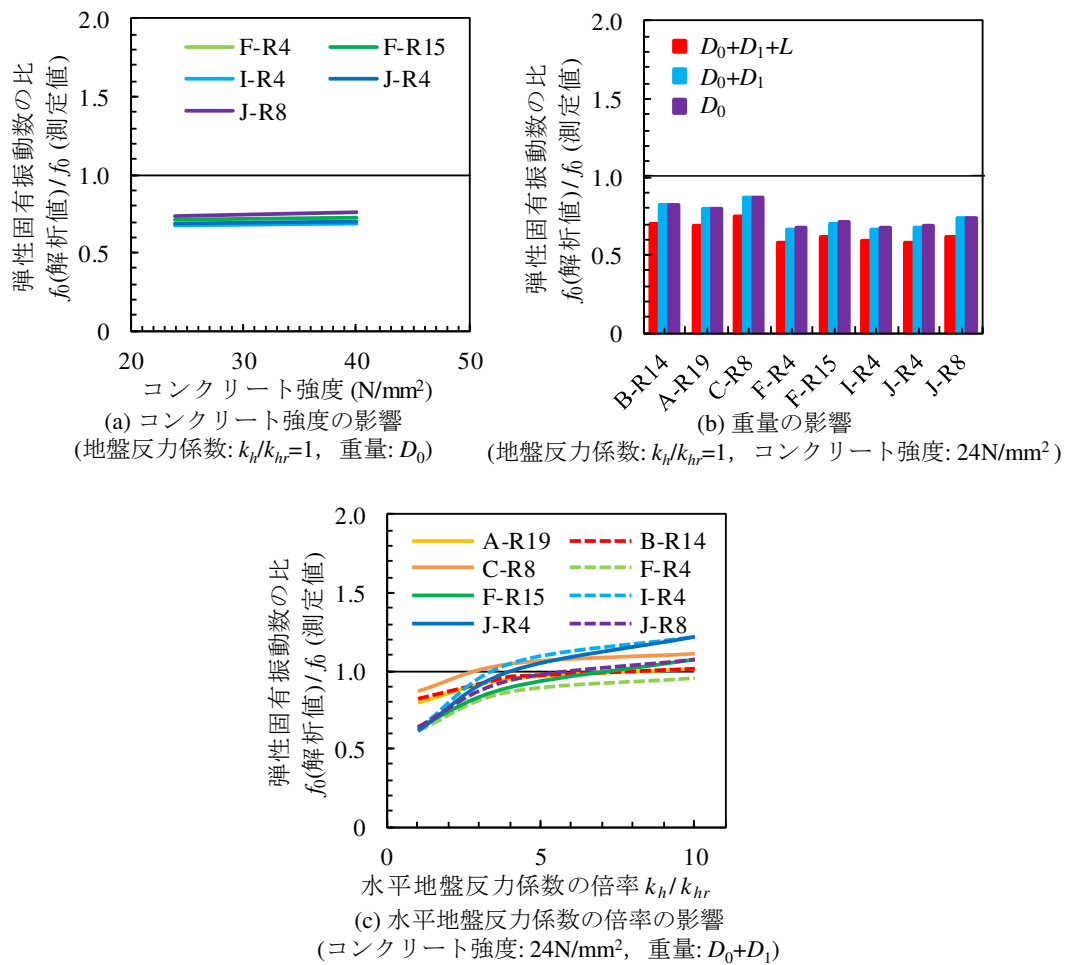 2.0
1.5
1.0
0.5
0
弾性固有振動数の比
f0(解析値)/ f0 (測定値)
F-R4
F-R15
I-R4
J-R4
J-R8
20
30
40
50
コンクリート強度 (N/mm²)
(a) コンクリート強度の影響
(地盤反力係数: kh/khr=1, 重量: D0)
2.0
1.5
1.0
0.5
0
弾性固有振動数の比
f0(解析値)/ f0 (測定値)
D0+D1+L
D0+D1
D0
B-R14
A-R19
C-R8
F-R4
F-R15
I-R4
J-R4
J-R8
(b) 重量の影響
(地盤反力係数: kh/khr=1, コンクリート強度: 24N/mm²)
2.0
1.5
1.0
0.5
0
弾性固有振動数の比
f0(解析値)/ f0 (測定値)
A-R19
B-R14
C-R8
F-R4
F-R15
I-R4
J-R4
J-R8
0
5
10
水平地盤反力係数の倍率 kh/khr
(c) 水平地盤反力係数の倍率の影響
(コンクリート強度: 24N/mm², 重量: D0+D1)